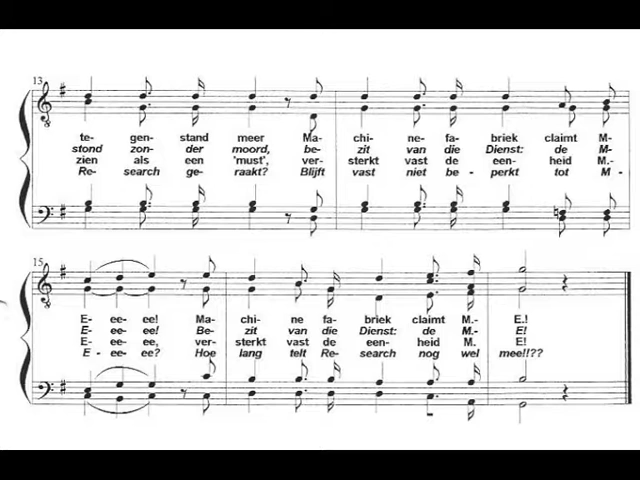 13
te- gen- stand meer Ma- chi- ne- fa- briek claimt M-
stond zon- der moord, be- zit van die Dienst: de M-
zien als een 'must', ver- sterkt vast de een- heid M.-
Re- search ge- raakt? Blijft vast niet be - perkt tot M -
15
E- ee- ee! Ma- chi- ne fa- briek claimt M.- E.!
E- ee- ee! Be- zit van die Dienst: de M.- E!
E- ee- ee, ver- sterkt vast de een- heid M. E!
E - ee- ee? Hoe lang telt Re- search nog wel mee!!??